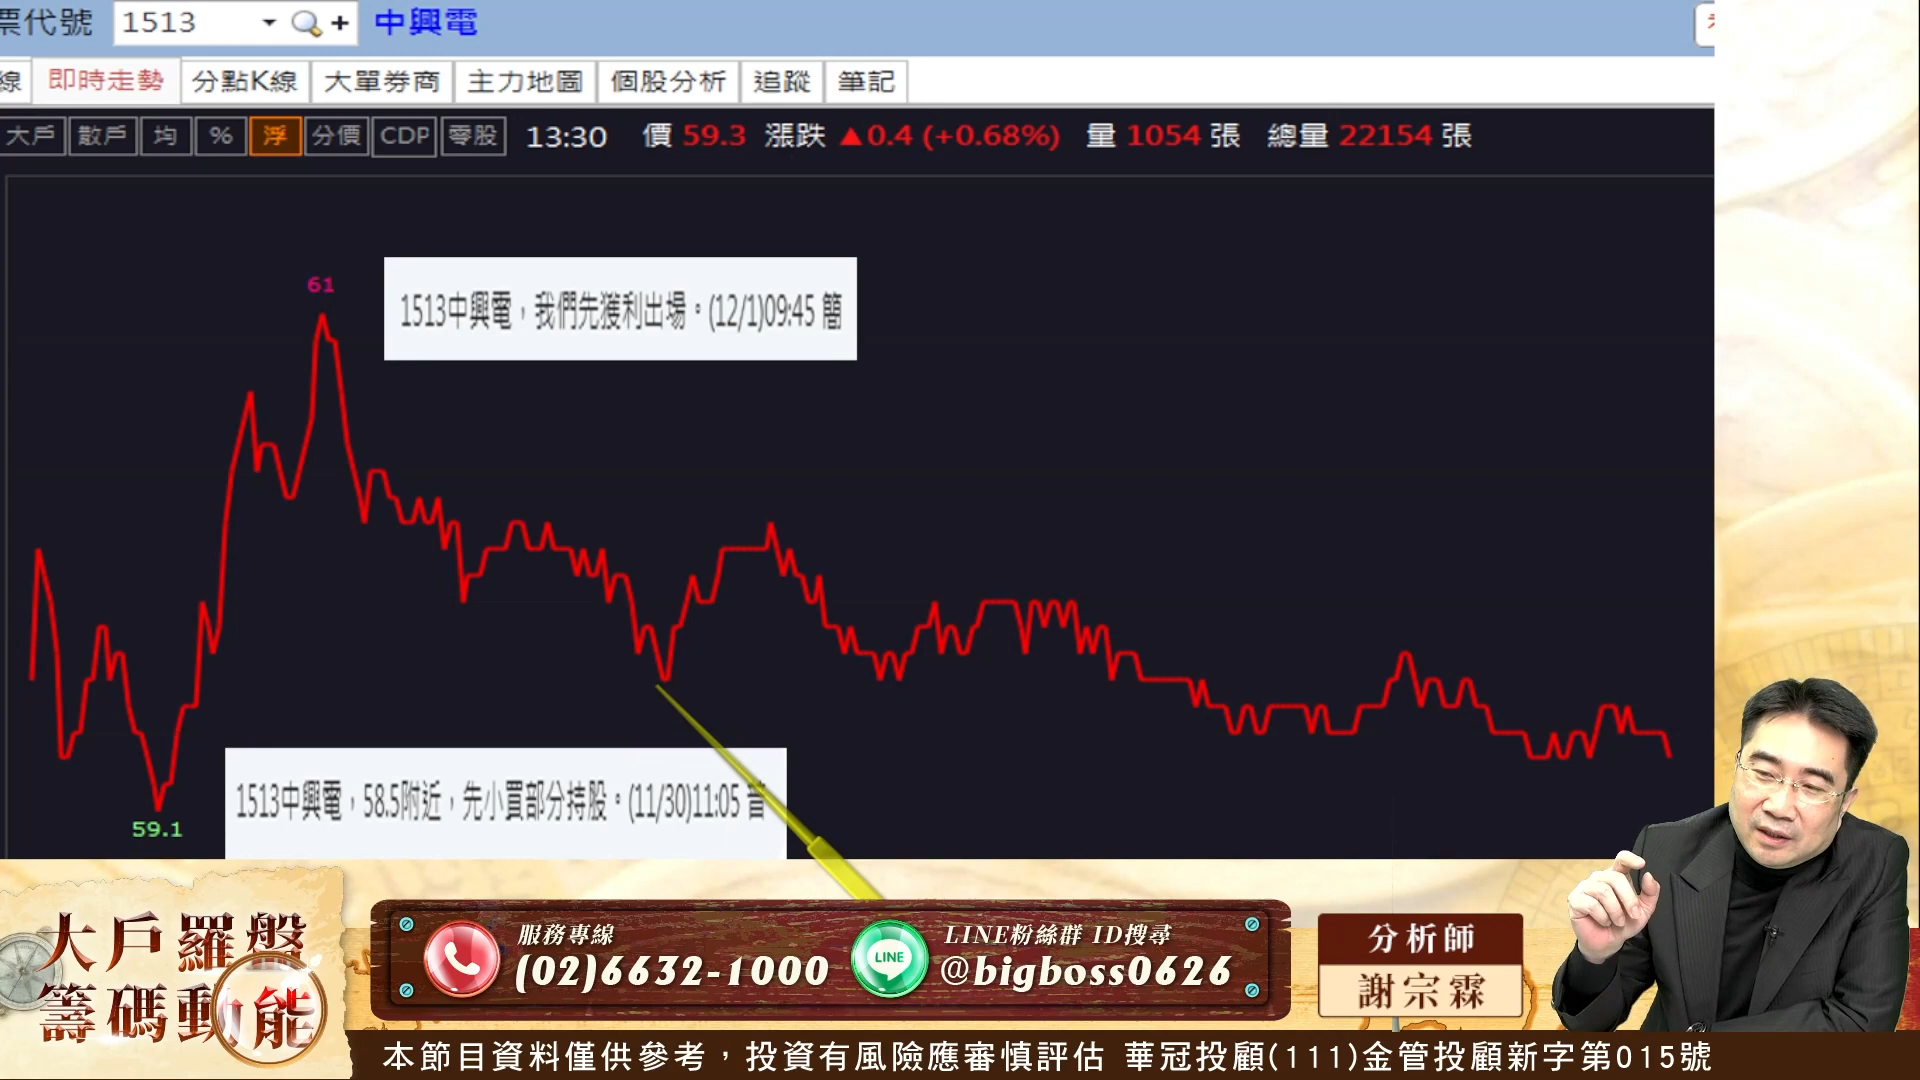 票代號 1513 中興電
線 即時走勢 分點K線 大單券商 主力地圖 個股分析 追蹤 筆記
大戶 散戶 均 % 浮 分價 CDP 零股 13:30 價 59.3 漲跌 ▲0.4 (+0.68%) 量 1054 張 總量 22154 張
61
1513中興電，我們先獲利出場。(12/1)09:45 簡
1513中興電，58.5附近，先小買部分持股。(11/30)11:05 普
59.1
大戶羅盤
籌碼動能
服務專線
(02)6632-1000
LINE
LINE粉絲群 ID搜尋
@bigboss0626
分析師
謝宗霖
本節目資料僅供參考，投資有風險應審慎評估 華冠投顧(111)金管投顧新字第015號